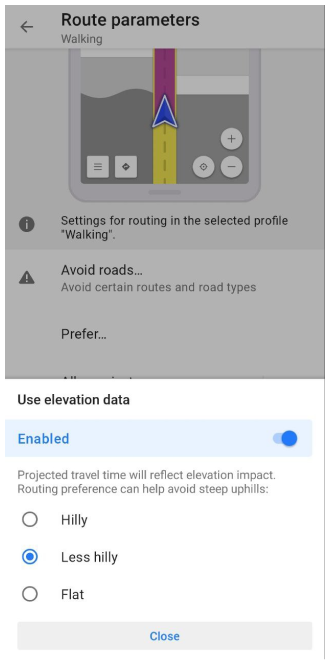 Route parameters
Walking
Settings for routing in the selected profile
"Walking".
Avoid roads...
Avoid certain routes and road types
Prefer...
Use elevation data
Enabled
Projected travel time will reflect elevation impact.
Routing preference can help avoid steep uphills:
Hilly
Less hilly
Flat
Close